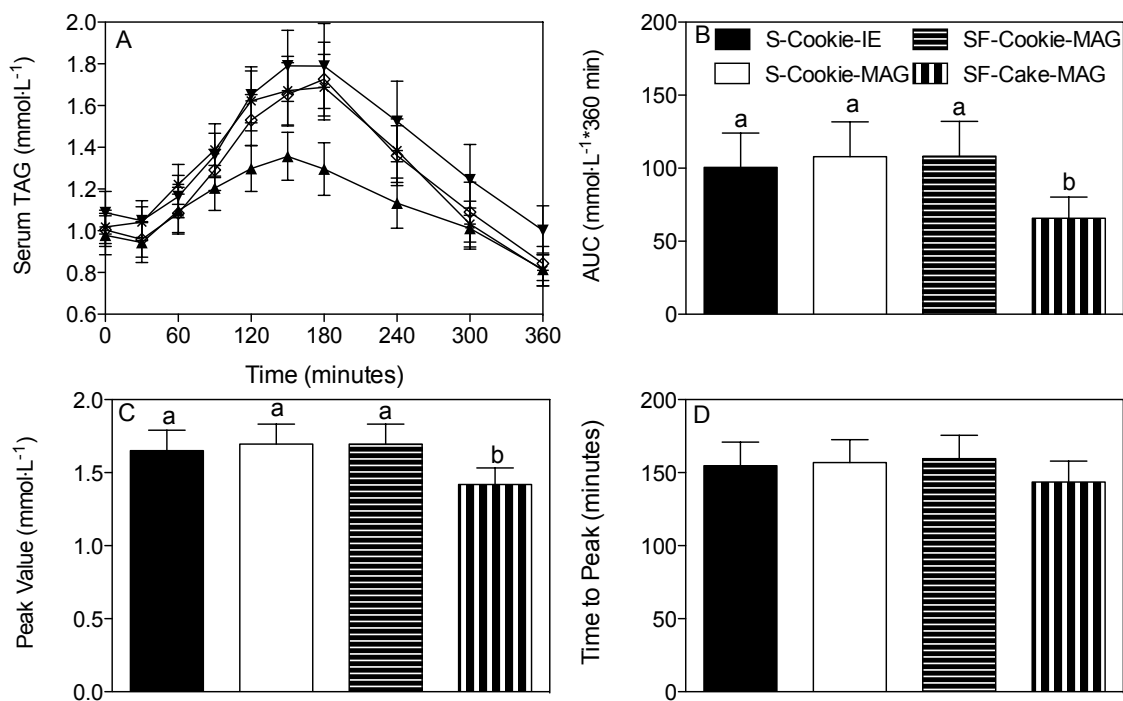 A
2.0
1.8
1.6
1.4
1.2
1.0
0.8
0.6
Serum TAG (mmol·L⁻¹)
0 60 120 180 240 300 360
Time (minutes)
B
S-Cookie-IE SF-Cookie-MAG
S-Cookie-MAG SF-Cake-MAG
200
150
100
50
0
AUC (mmol·L⁻¹*360 min)
a a a b
C
2.0
1.5
1.0
0.5
0.0
Peak Value (mmol·L⁻¹)
a a a b
D
200
150
100
50
0
Time to Peak (minutes)